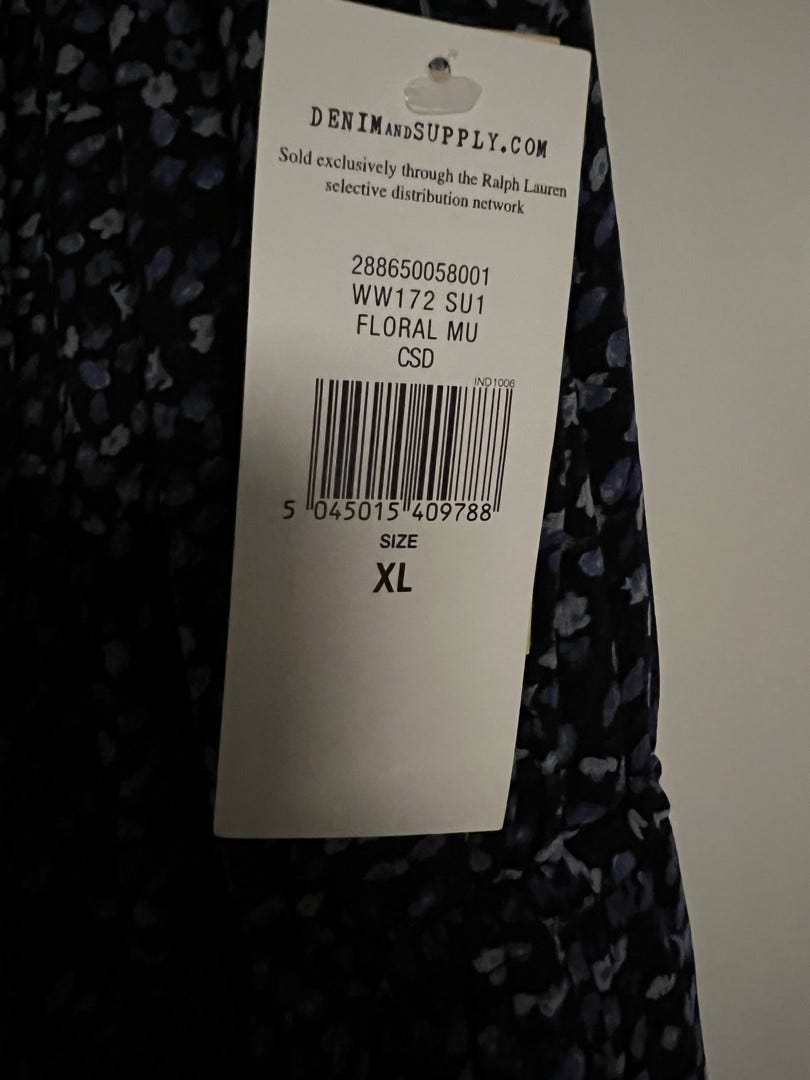 DENIMANDSUPPLY.COM
Sold exclusively through the Ralph Lauren
selective distribution network
288650058001
WW172 SU1
FLORAL MU
CSD
IND1006
5 045015 409788
SIZE
XL